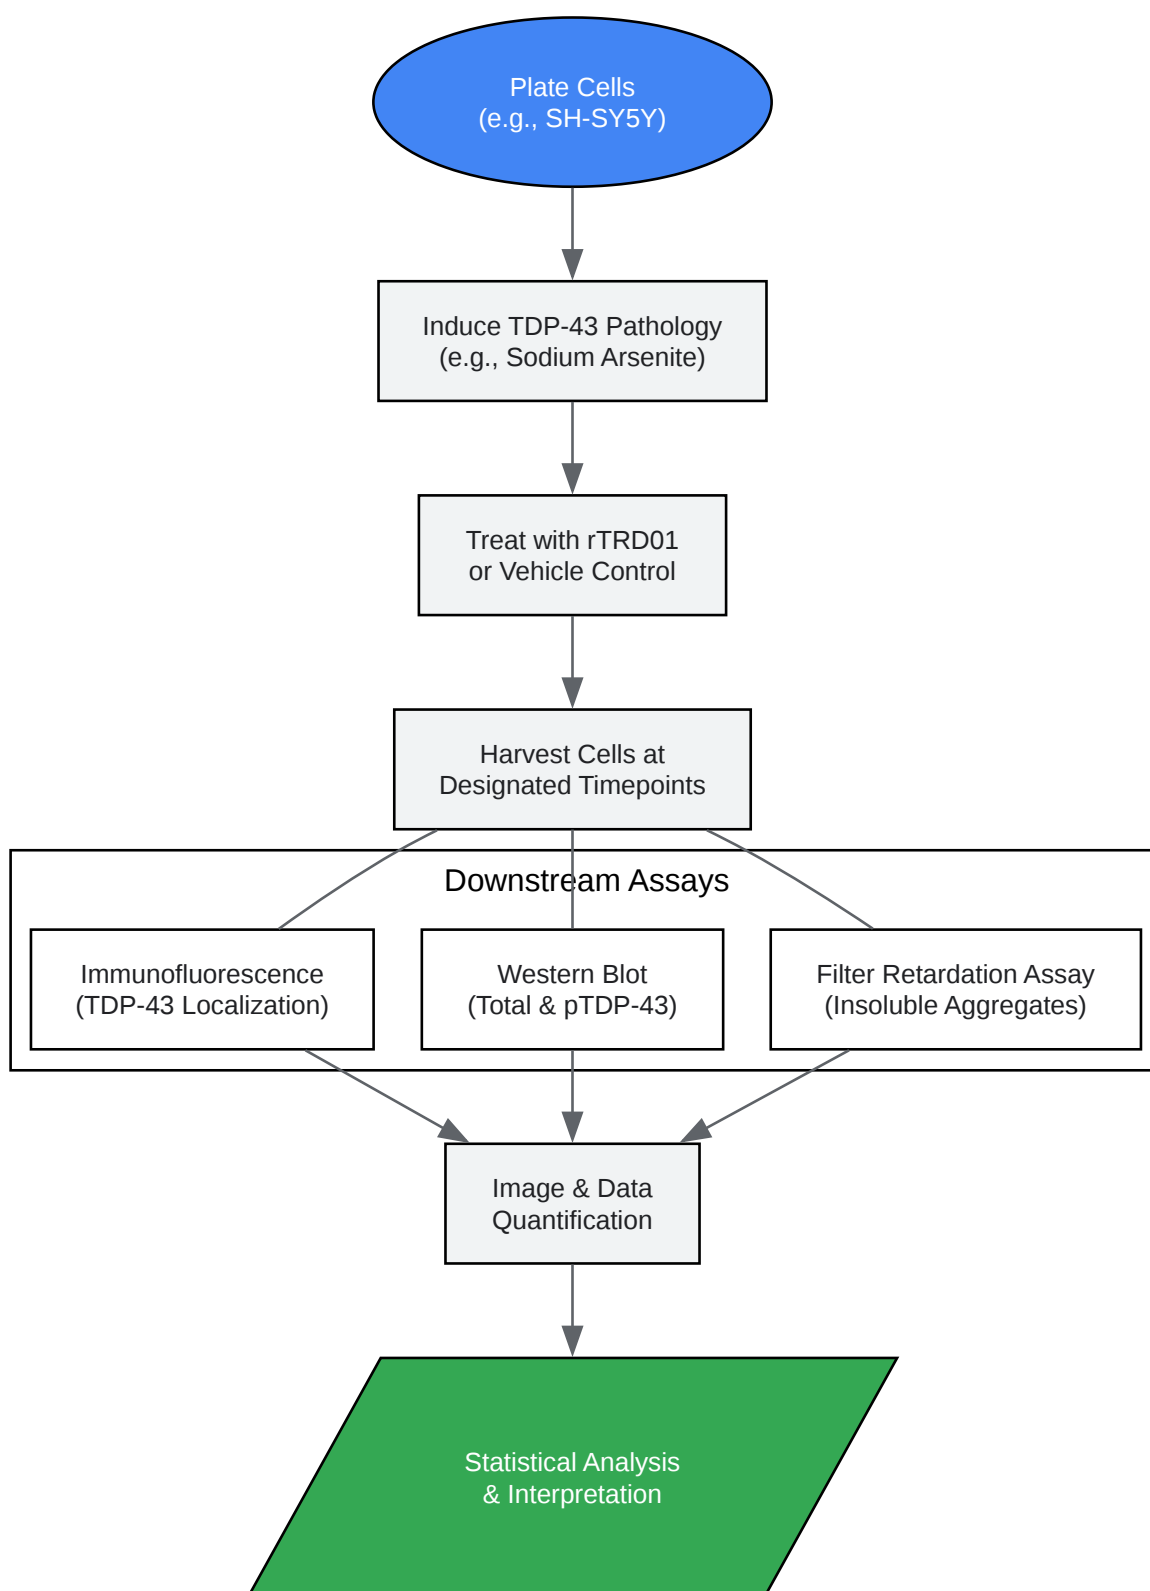 Plate Cells
(e.g., SH-SY5Y)
Induce TDP-43 Pathology
(e.g., Sodium Arsenite)
Treat with rTRD01
or Vehicle Control
Harvest Cells at
Designated Timepoints
Downstream Assays
Immunofluorescence
(TDP-43 Localization)
Western Blot
(Total & pTDP-43)
Filter Retardation Assay
(Insoluble Aggregates)
Image & Data
Quantification
Statistical Analysis
& Interpretation